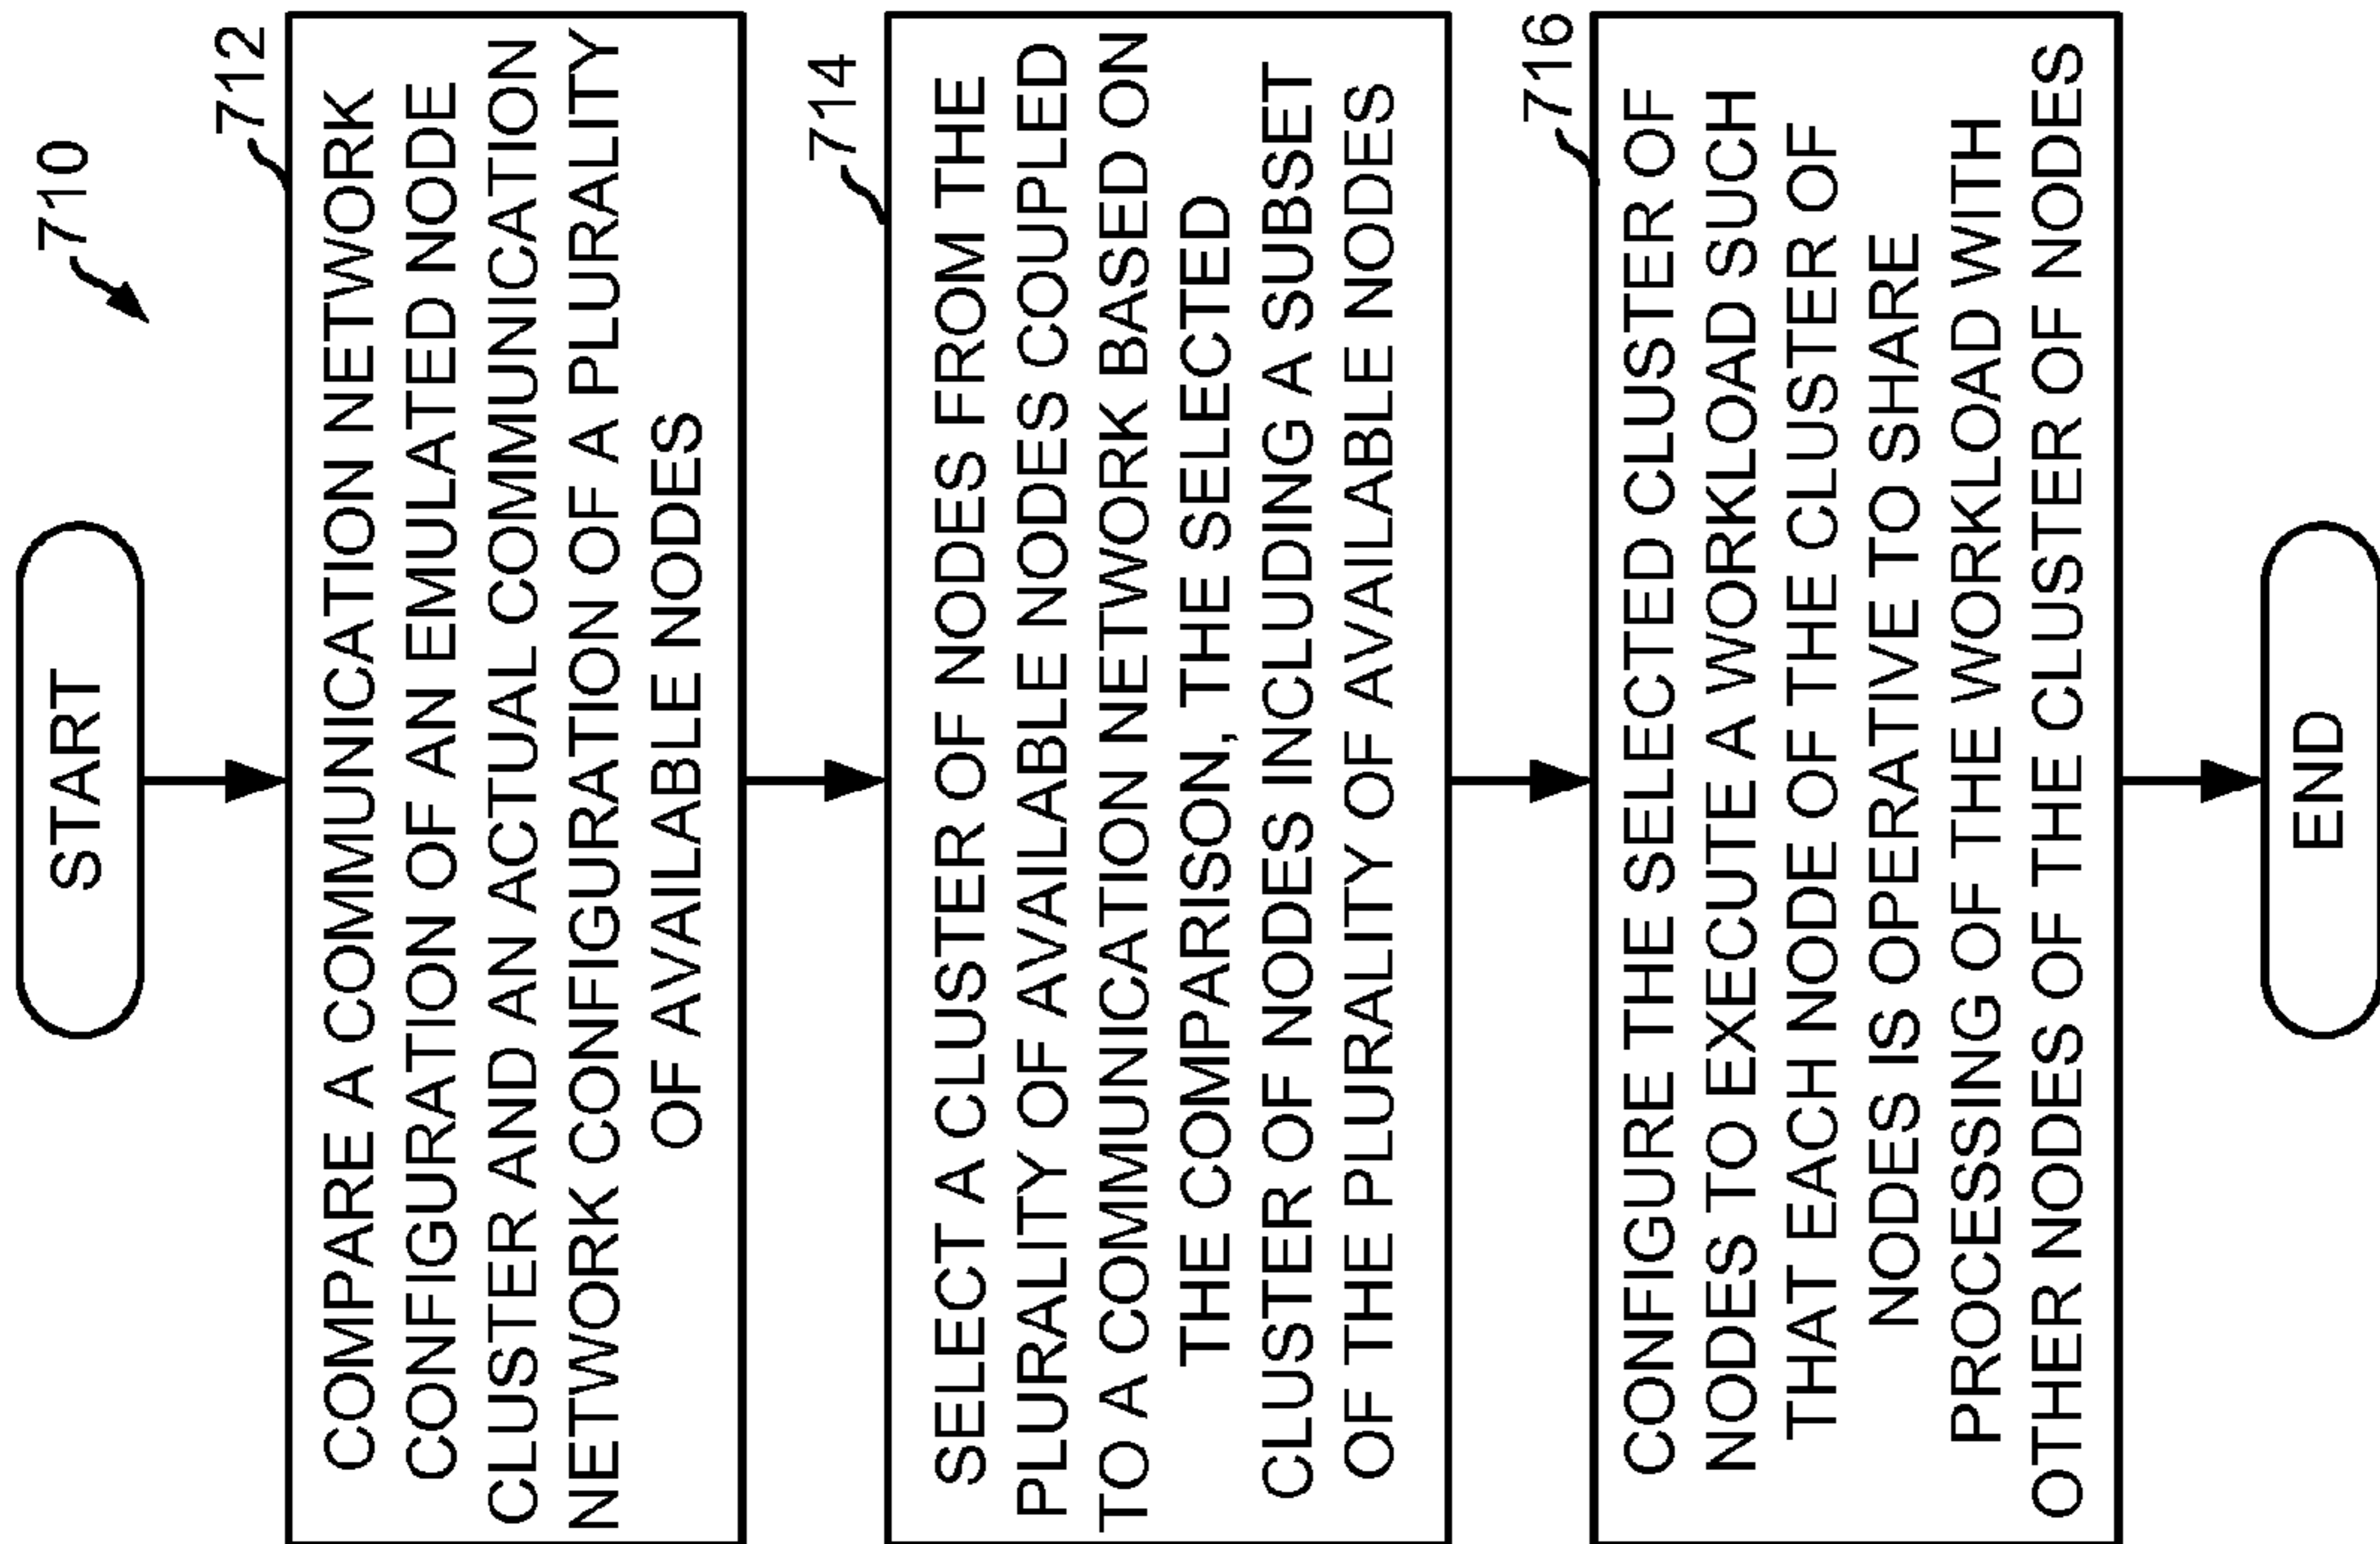 710
START
712
COMPARE A COMMUNICATION NETWORK
CONFIGURATION OF AN EMULATED NODE
CLUSTER AND AN ACTUAL COMMUNICATION
NETWORK CONFIGURATION OF A PLURALITY
OF AVAILABLE NODES
714
SELECT A CLUSTER OF NODES FROM THE
PLURALITY OF AVAILABLE NODES COUPLED
TO A COMMUNICATION NETWORK BASED ON
THE COMPARISON, THE SELECTED
CLUSTER OF NODES INCLUDING A SUBSET
OF THE PLURALITY OF AVAILABLE NODES
716
CONFIGURE THE SELECTED CLUSTER OF
NODES TO EXECUTE A WORKLOAD SUCH
THAT EACH NODE OF THE CLUSTER OF
NODES IS OPERATIVE TO SHARE
PROCESSING OF THE WORKLOAD WITH
OTHER NODES OF THE CLUSTER OF NODES
END